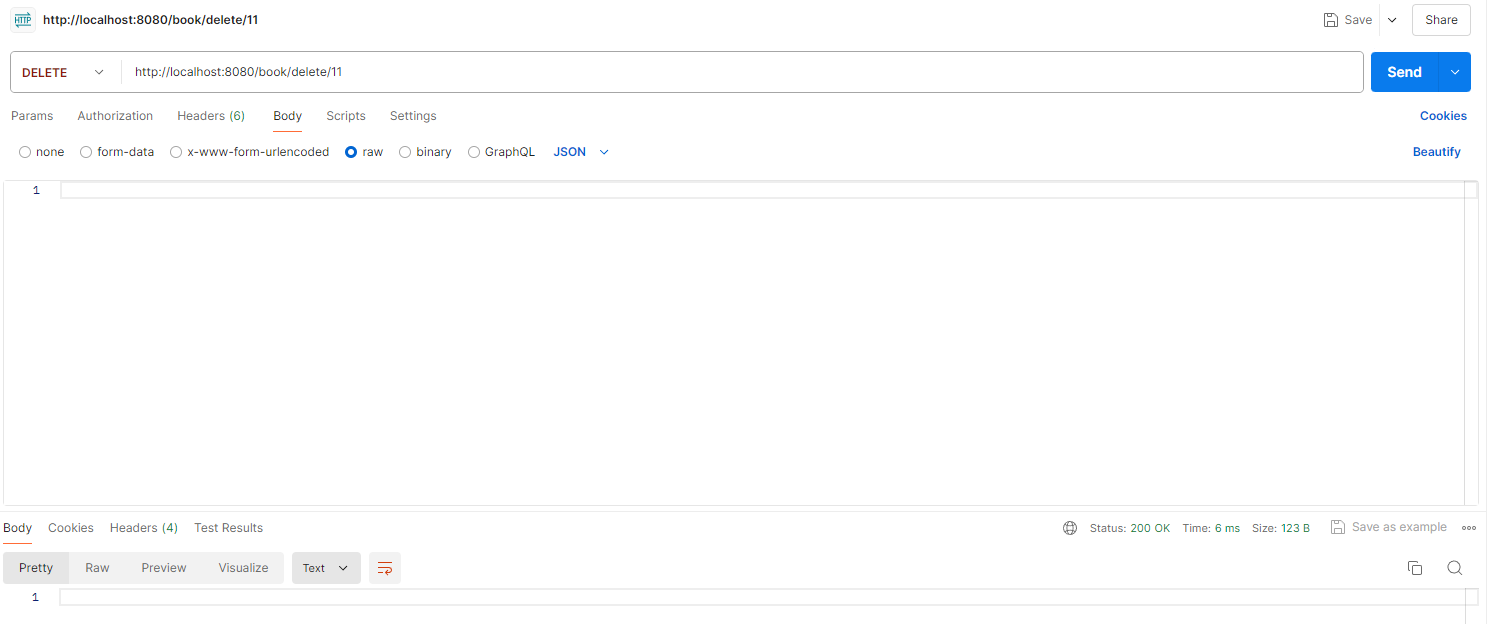 HTTP http://localhost:8080/book/delete/11 Save Share
DELETE http://localhost:8080/book/delete/11 Send
Params Authorization Headers (6) Body Scripts Settings Cookies
none form-data x-www-form-urlencoded raw binary GraphQL JSON Beautify
1
Body Cookies Headers (4) Test Results Status: 200 OK Time: 6 ms Size: 123 B Save as example
Pretty Raw Preview Visualize Text
1